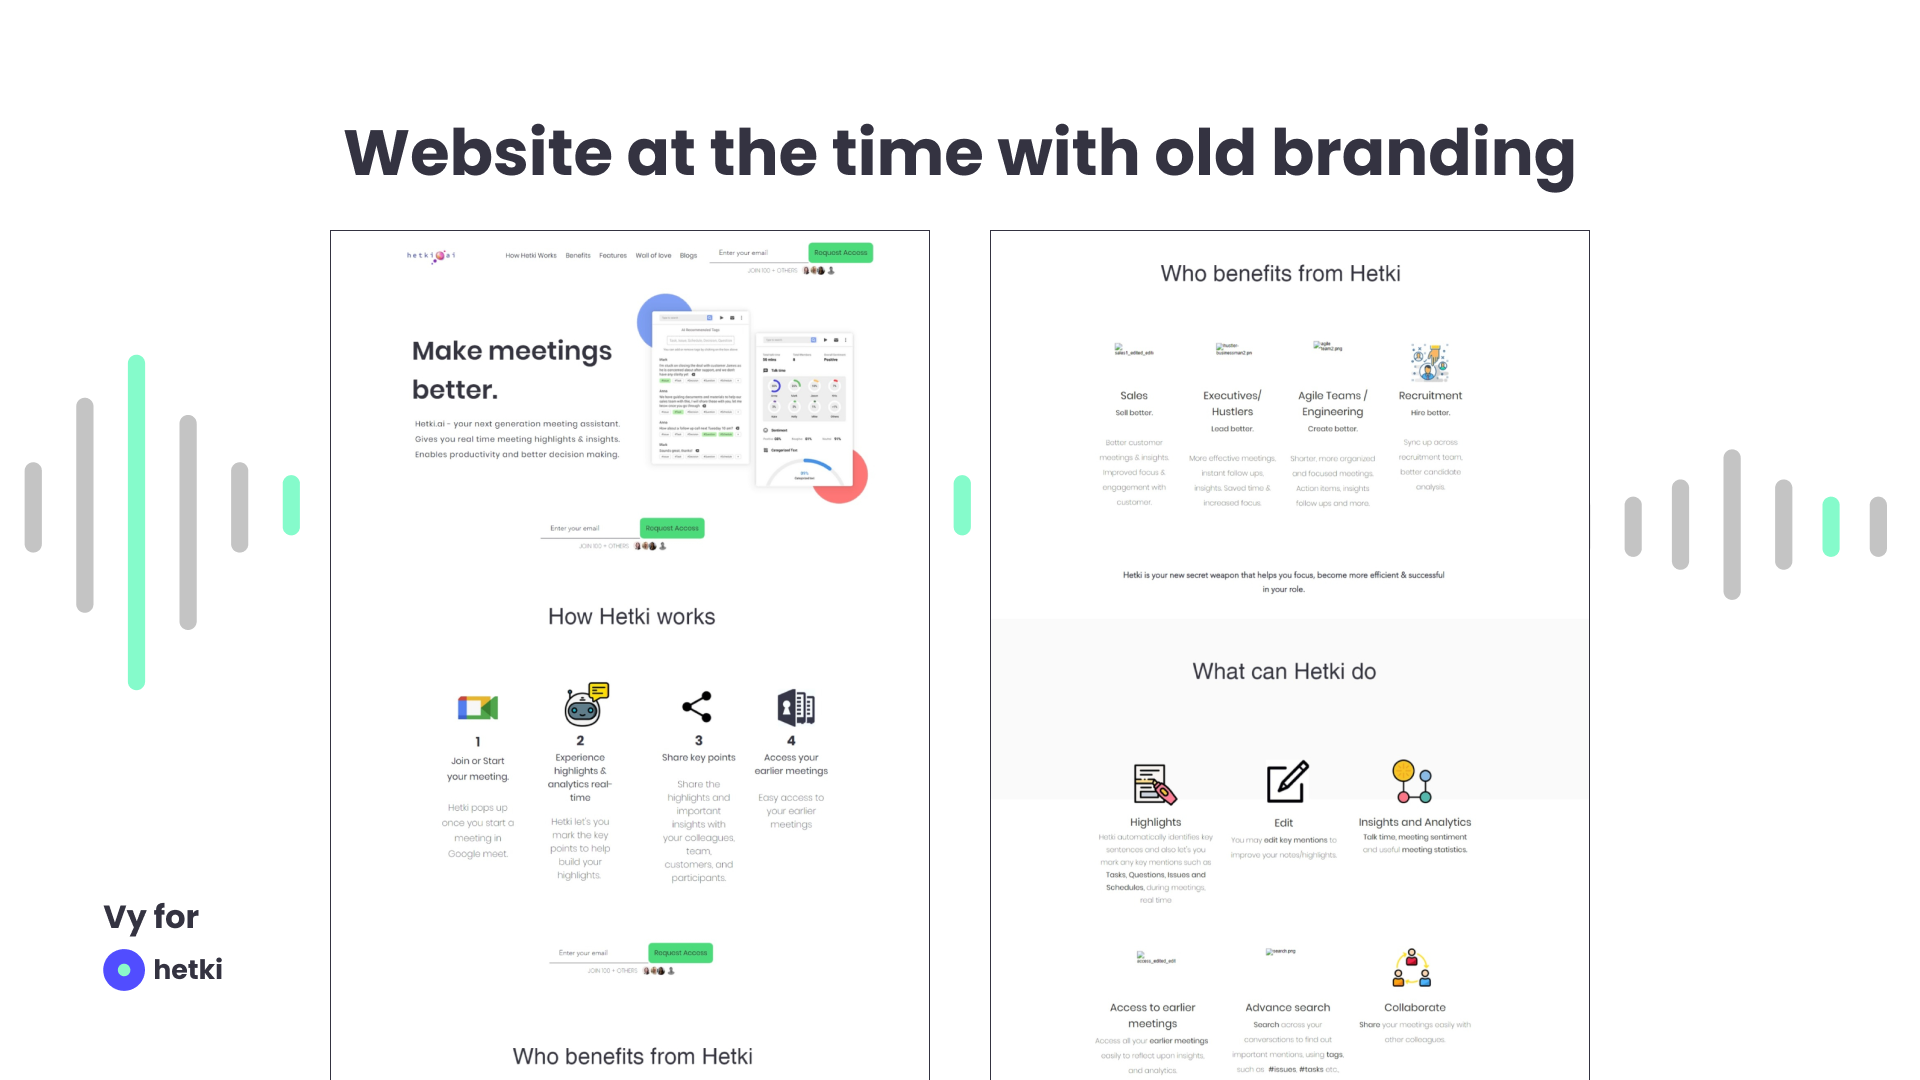 Website at the time with old branding
hetki ai
How Hetki Works Benefits Features Wall of love Blogs
Enter your email
Request Access
JOIN 100 + OTHERS
Make meetings
better.
Hetki.ai - your next generation meeting assistant.
Gives you real time meeting highlights & insights.
Enables productivity and better decision making.
AI Recommended Tags
Talk time
Sentiment
Enter your email
Request Access
JOIN 100 + OTHERS
How Hetki works
1
Join or Start
your meeting.
Hetki pops up
once you start a
meeting in
Google meet.
2
Experience
highlights &
analytics real-
time
Hetki let's you
mark the key
points to help
build your
highlights.
3
Share key points
Share the
highlights and
important
insights with
your colleagues,
team,
customers, and
participants.
4
Access your
earlier meetings
Easy access to
your earlier
meetings
Enter your email
Request Access
JOIN 100 + OTHERS
Who benefits from Hetki
Who benefits from Hetki
sales1_edited_edit
Sales
Sell better.
Better customer
meetings & insights,
improved focus &
engagement with
customer.
Hustler-
businessman2.pn
Executives/
Hustlers
Lead better.
More effective meetings,
instant follow ups,
insights. Saved time &
increased focus.
agile
team2.png
Agile Teams /
Engineering
Create better.
Shorter, more organized
and focused meetings.
Action items, insights
follow ups and more.
Recruitment
Hire better.
Sync up across
recruitment team,
better candidate
analysis.
Hetki is your new secret weapon that helps you focus, become more efficient & successful
in your role.
What can Hetki do
Highlights
Hetki automatically identifies key
sentences and also let's you
mark any key mentions such as
Tasks, Questions, Issues and
Schedules, during meetings,
real time
Edit
You may edit key mentions to
improve your notes/highlights.
Insights and Analytics
Talk time, meeting sentiment
and useful meeting statistics.
access_edited_edit
Access to earlier
meetings
Access all your earlier meetings
easily to reflect upon insights,
and analytics.
search.png
Advance search
Search across your
conversations to find out
important mentions, using tags,
such as #issues, #tasks etc,
Collaborate
Share your meetings easily with
other colleagues.
Vy for
hetki